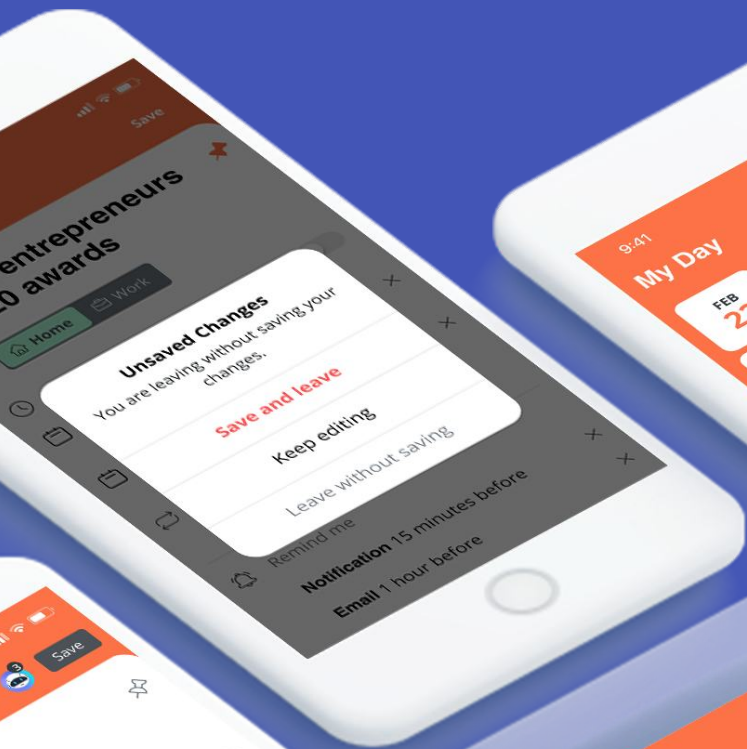 Save
entrepreneurs
awards
Home
Work
Unsaved Changes
You are leaving without saving your
changes.
Save and leave
Keep editing
Leave without saving
Remind me
Notification 15 minutes before
Email 1 hour before
9:41
My Day
FEB
3
Save